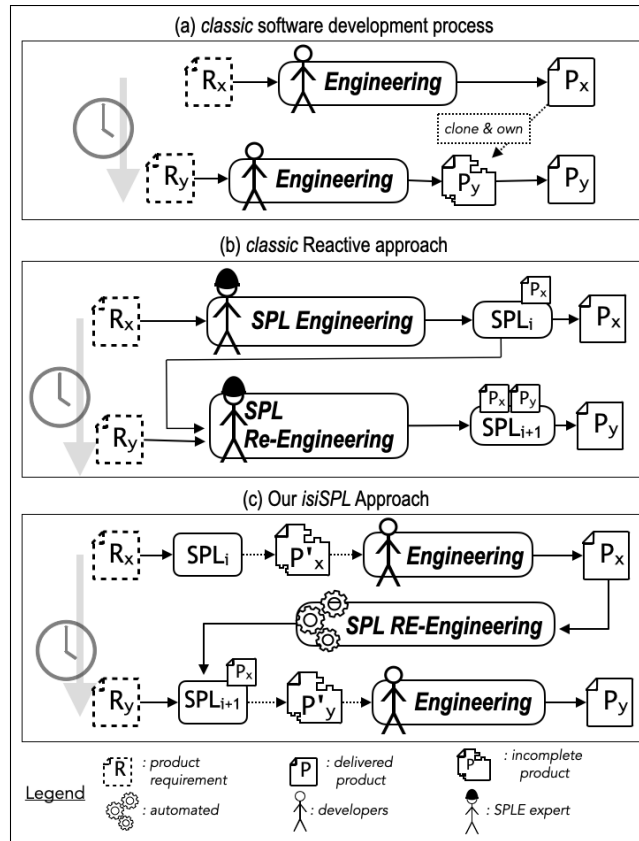 (a) classic software development process
Rx
Engineering
Px
clone & own
Ry
Engineering
Py
Py
(b) classic Reactive approach
Px
Rx
SPL Engineering
SPLi
Px
Px Py
Ry
SPL
Re-Engineering
SPLi+1
Py
(c) Our isiSPL Approach
Rx
SPLi
P'x
Engineering
Px
SPL RE-Engineering
Px
Ry
SPLi+1
P'y
Engineering
Py
Legend
R
: product
requirement
P
: delivered
product
P
: incomplete
product
: automated
: developers
: SPLE expert